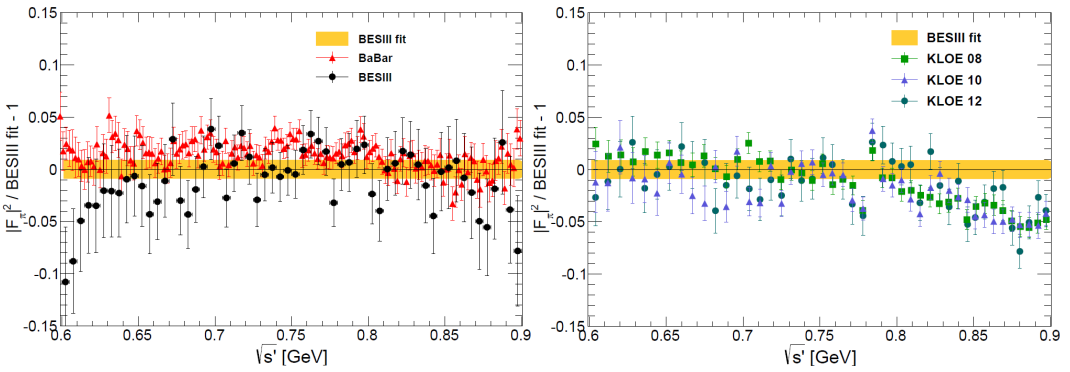 |F_π|² / BESIII fit - 1
0.15
0.1
0.05
0
-0.05
-0.1
-0.15
BESIII fit
BaBar
BESIII
0.6
0.65
0.7
0.75
0.8
0.85
0.9
√s' [GeV]
|F_π|² / BESIII fit - 1
0.15
0.1
0.05
0
-0.05
-0.1
-0.15
BESIII fit
KLOE 08
KLOE 10
KLOE 12
0.6
0.65
0.7
0.75
0.8
0.85
0.9
√s' [GeV]